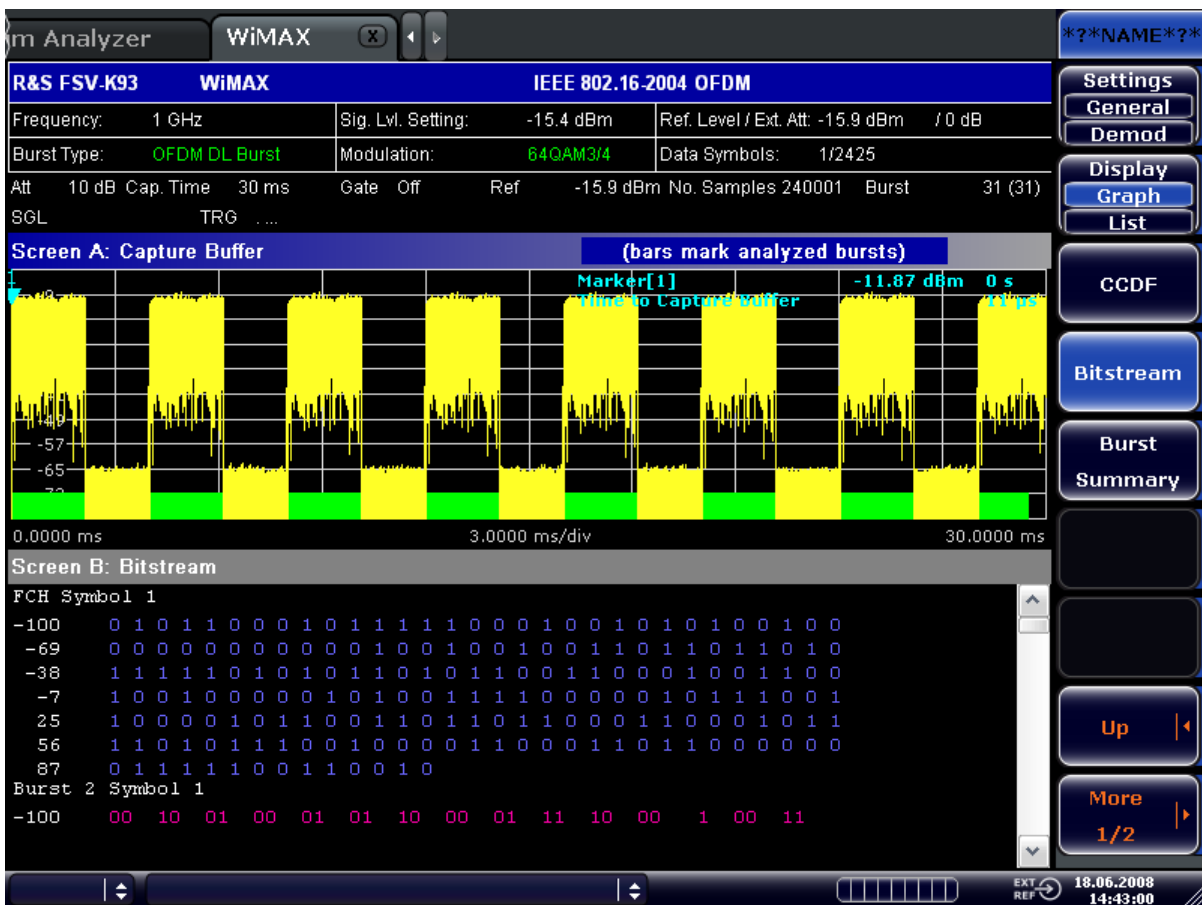 m Analyzer WiMAX X
*?*NAME*?*
R&S FSV-K93 WiMAX IEEE 802.16-2004 OFDM
Frequency: 1 GHz Sig. Lvl. Setting: -15.4 dBm Ref. Level / Ext. Att: -15.9 dBm / 0 dB
Burst Type: OFDM DL Burst Modulation: 64QAM3/4 Data Symbols: 1/2425
Att 10 dB Cap. Time 30 ms Gate Off Ref -15.9 dBm No. Samples 240001 Burst 31 (31)
SGL TRG . ...
Screen A: Capture Buffer (bars mark analyzed bursts)
1
Marker[1] -11.87 dBm 0 s
Time to Capture Buffer 11 µs
-49
-57
-65
-73
0.0000 ms 3.0000 ms/div 30.0000 ms
Screen B: Bitstream
FCH Symbol 1
-100 0 1 0 1 1 0 0 0 1 0 1 1 1 1 1 0 0 0 1 0 0 1 0 1 0 1 0 0 1 0 0
-69 0 0 0 0 0 0 0 0 0 1 0 1 1 0 1 0 1 0 0 1 1 0 1 1 0 1 1 0 1 0
-38 1 1 1 1 1 0 1 0 1 0 1 0 0 0 1 0 0 1 0 1 0 0 0 0 1 0 1 1 1 0 1
-7 1 0 0 1 0 0 0 0 0 1 0 1 0 0 1 1 1 1 0 0 0 0 1 0 1 1 1 0 0 1
25 1 0 0 0 0 1 0 1 1 0 0 1 1 0 1 1 0 1 1 0 0 0 1 1 0 0 0 1 0 1 1
56 1 1 0 1 0 1 1 1 0 0 1 0 0 0 0 1 1 0 0 0 1 1 0 1 1 0 0 0 0 0 0
87 0 1 1 1 1 1 0 0 1 1 0 0 1 0
Burst 2 Symbol 1
-100 00 10 01 00 01 01 10 00 01 11 10 00 1 00 11
Settings
General
Demod
Display
Graph
List
CCDF
Bitstream
Burst
Summary
Up
More
1/2
EXT
REF
18.06.2008
14:43:00